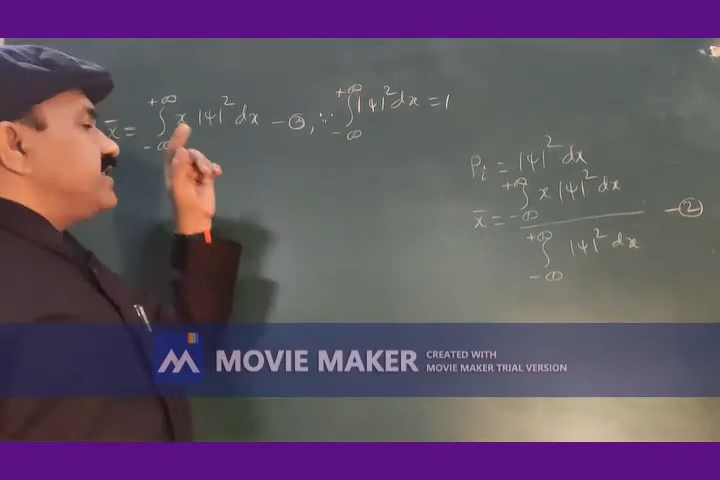 x̄ = ∫_{-∞}^{+∞} x |ψ|² dx — ③, ∵ ∫_{-∞}^{+∞} |ψ|² dx = 1
Pᵢ = |ψ|² dx
x̄ = ∫_{-∞}^{+∞} x |ψ|² dx / ∫_{-∞}^{+∞} |ψ|² dx — ②
MOVIE MAKER
CREATED WITH
MOVIE MAKER TRIAL VERSION